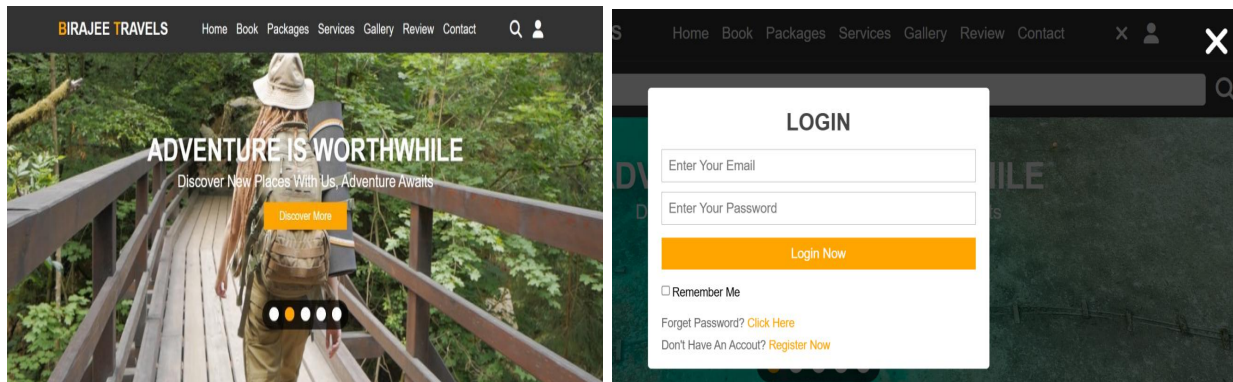 BIRAJEE TRAVELS
Home Book Packages Services Gallery Review Contact
ADVENTURE IS WORTHWHILE
Discover New Places With Us, Adventure Awaits
Discover More
S Home Book Packages Services Gallery Review Contact
LOGIN
Enter Your Email
Enter Your Password
Login Now
Remember Me
Forget Password? Click Here
Don't Have An Accout? Register Now